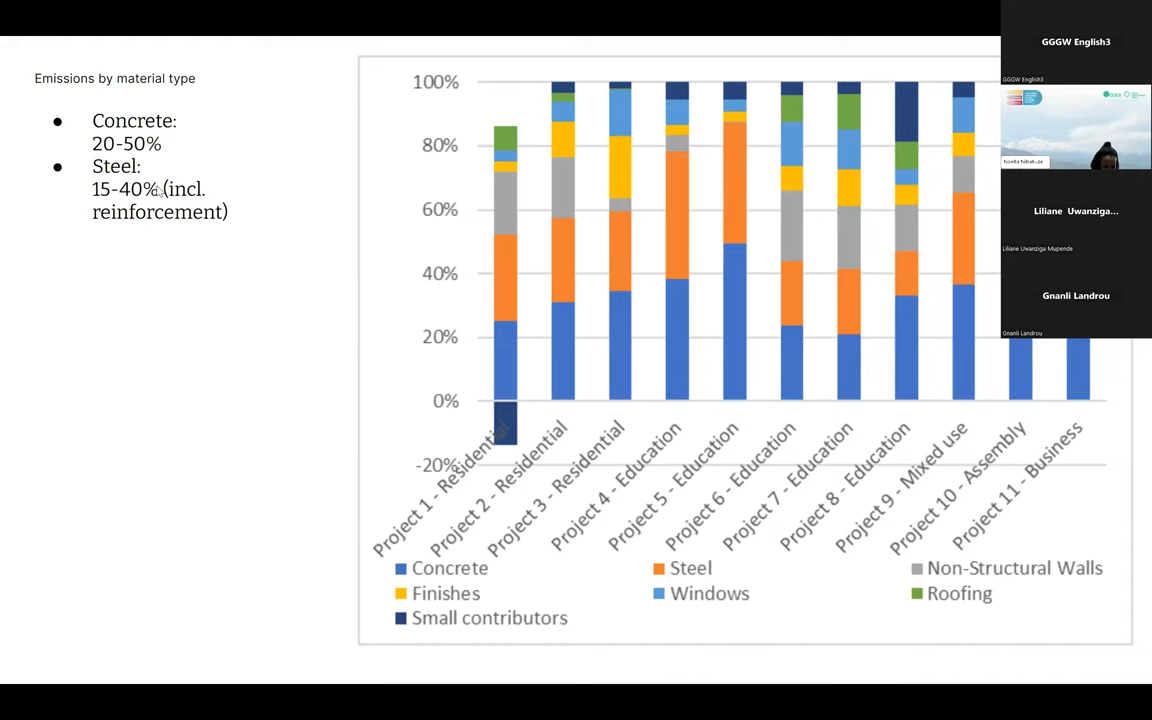 Emissions by material type
● Concrete:
20-50%
● Steel:
15-40% (incl.
reinforcement)
100%
80%
60%
40%
20%
0%
-20%
Project 1 - Residential
Project 2 - Residential
Project 3 - Residential
Project 4 - Education
Project 5 - Education
Project 6 - Education
Project 7 - Education
Project 8 - Education
Project 9 - Mixed use
Project 10 - Assembly
Project 11 - Business
Concrete
Steel
Non-Structural Walls
Finishes
Windows
Roofing
Small contributors
GGGW English3
GGGW English3
Liliane Uwanziga...
Liliane Uwanziga Mupende
Gnanli Landrou
Gnanli Landrou